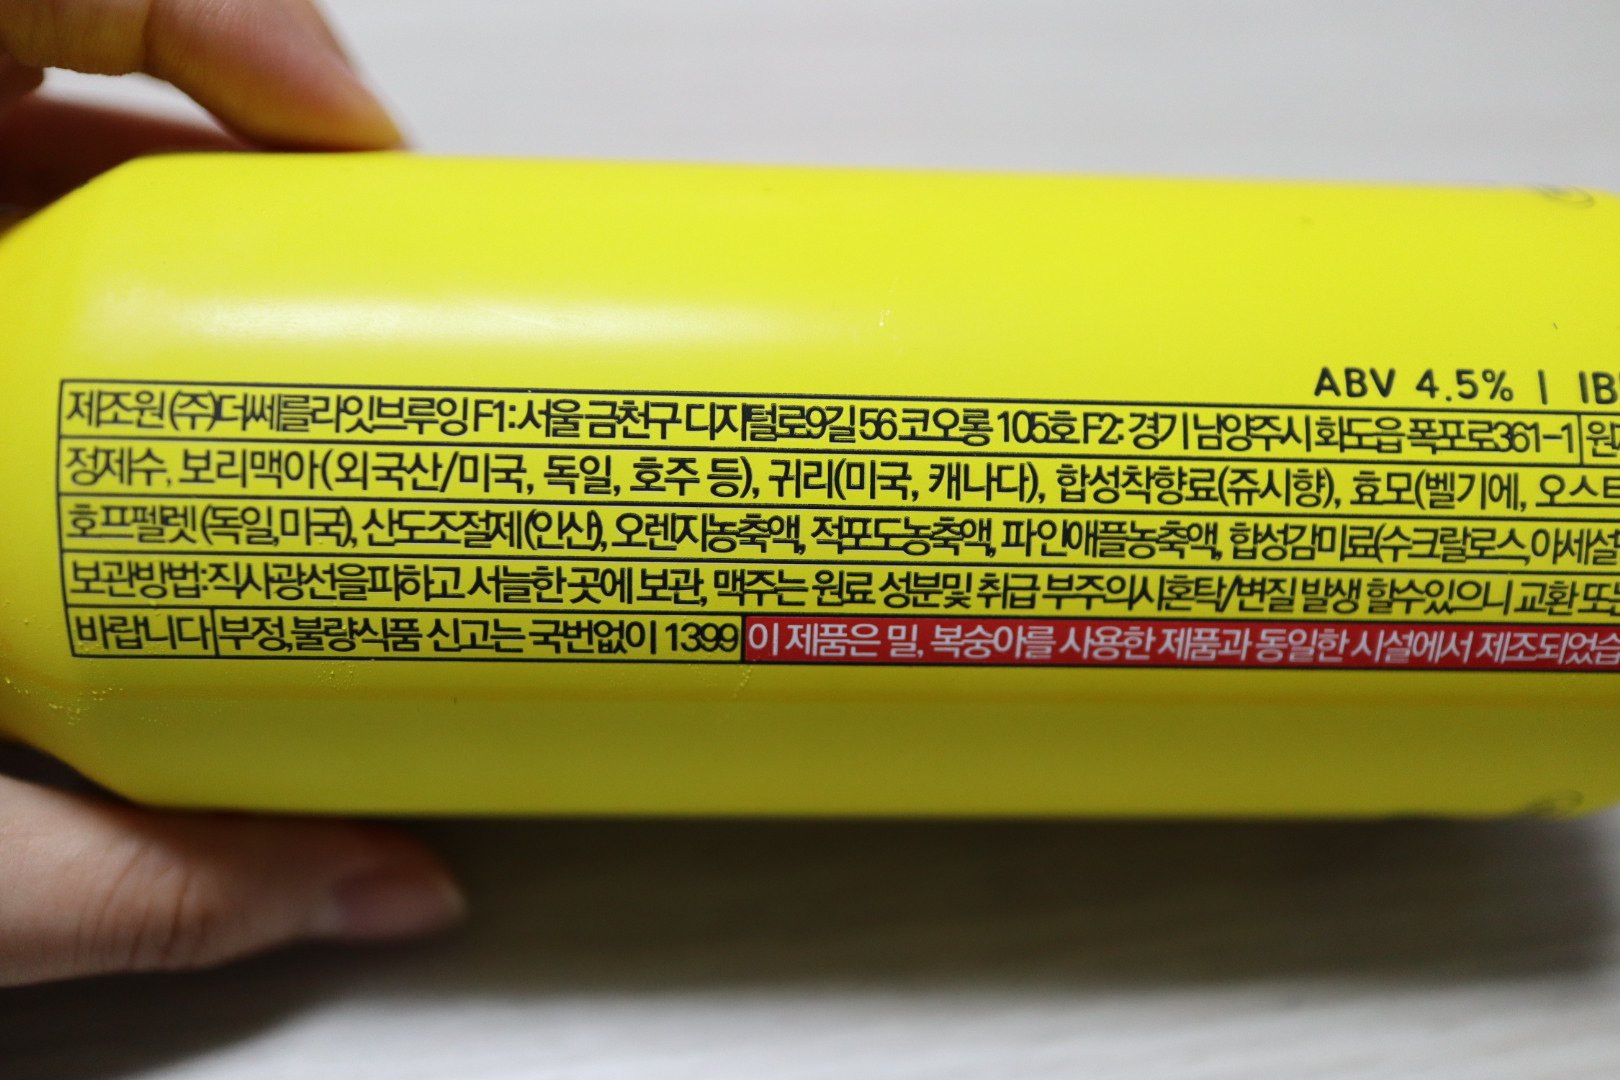 ABV 4.5% | IB
제조원 (주)더쎄를라잇브루잉 F1:서울 금천구 디지털로9길 56 코오롱 105호 F2: 경기 남양주시 화도읍 폭포로361-1
정제수, 보리맥아(외국산/미국, 독일, 호주 등), 귀리(미국, 캐나다), 합성착향료(쥬시향), 효모(벨기에, 오스트
호프펠렛 (독일,미국), 산도조절제(인산), 오렌지농축액, 적포도농축액, 파인애플농축액, 합성감미료(수크랄로스,아세설
보관방법:직사광선을피하고 서늘한 곳에 보관, 맥주는 원료 성분및 취급 부주의시혼탁/변질 발생 할수있으니 교환 또는
바랍니다 부정,불량식품 신고는 국번없이 1399 이 제품은 밀, 복숭아를 사용한 제품과 동일한 시설에서 제조되었습